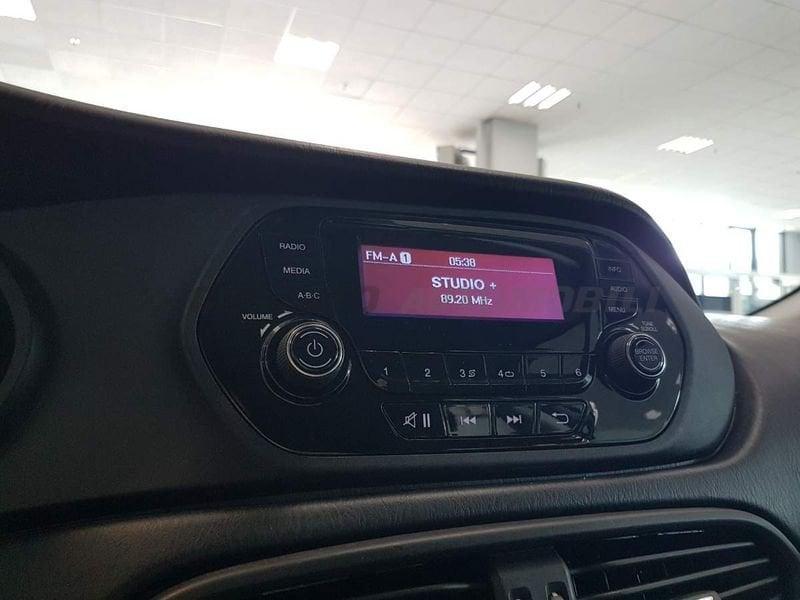 RADIO
MEDIA
A·B·C
VOLUME
FM-A 1 05:38
STUDIO +
89.20 MHz
INFO
AUDIO
MENU
TUNE
SCROLL
BROWSE
ENTER
1 2 3 4 5 6